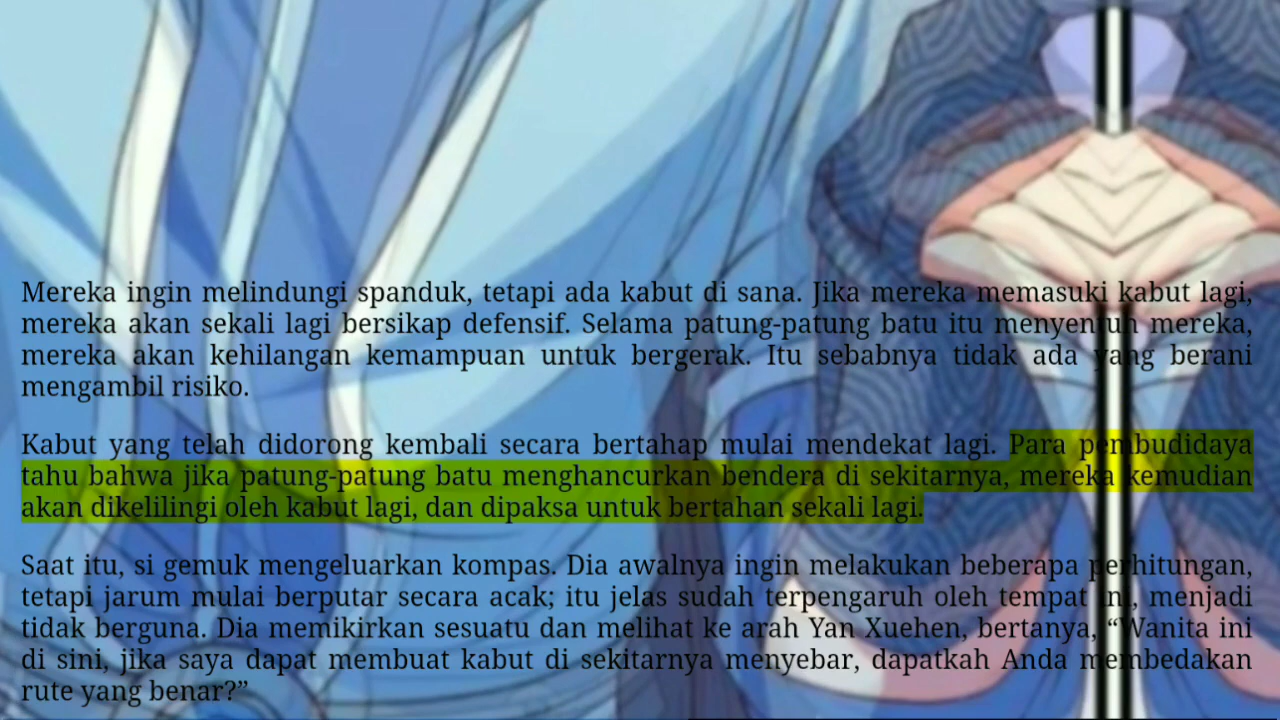 Mereka ingin melindungi spanduk, tetapi ada kabut di sana. Jika mereka memasuki kabut lagi,
mereka akan sekali lagi bersikap defensif. Selama patung-patung batu itu menyentuh mereka,
mereka akan kehilangan kemampuan untuk bergerak. Itu sebabnya tidak ada yang berani
mengambil risiko.
Kabut yang telah didorong kembali secara bertahap mulai mendekat lagi. Para pembudidaya
tahu bahwa jika patung-patung batu menghancurkan bendera di sekitarnya, mereka kemudian
akan dikelilingi oleh kabut lagi, dan dipaksa untuk bertahan sekali lagi.
Saat itu, si gemuk mengeluarkan kompas. Dia awalnya ingin melakukan beberapa perhitungan,
tetapi jarum mulai berputar secara acak; itu jelas sudah terpengaruh oleh tempat ini, menjadi
tidak berguna. Dia memikirkan sesuatu dan melihat ke arah Yan Xuehen, bertanya, “Wanita ini
di sini, jika saya dapat membuat kabut di sekitarnya menyebar, dapatkah Anda membedakan
rute yang benar?”